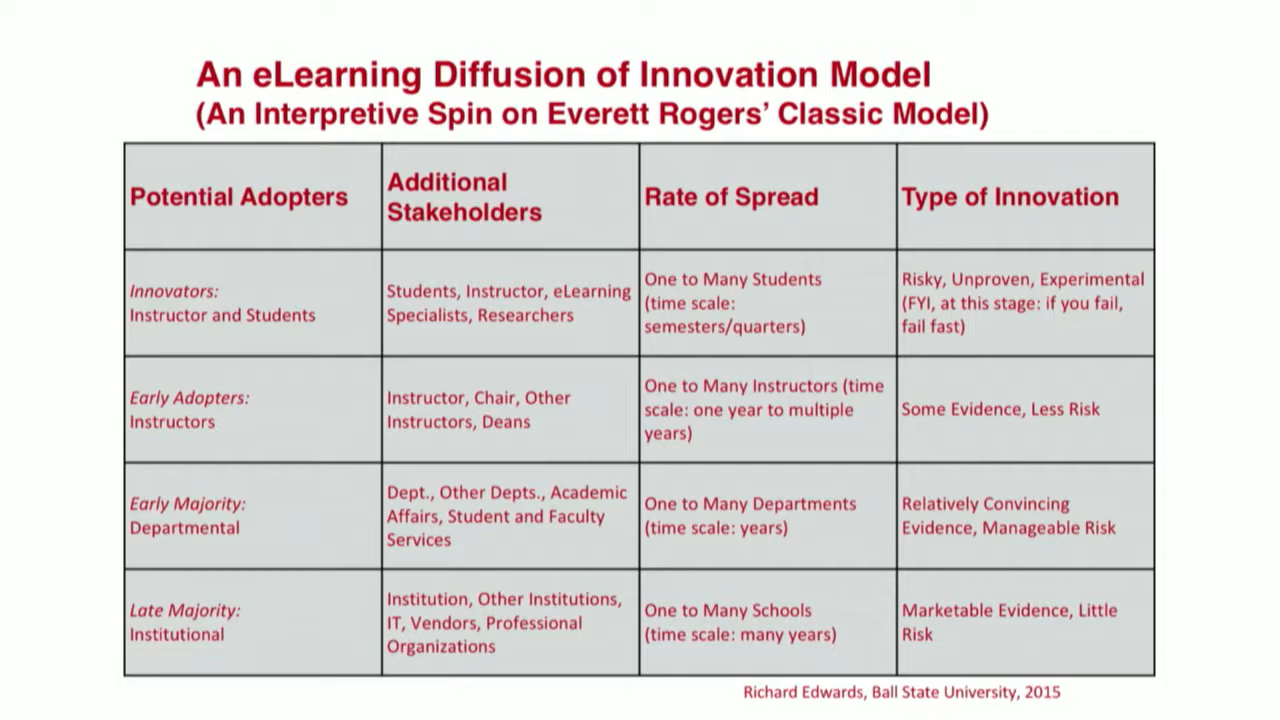 An eLearning Diffusion of Innovation Model
(An Interpretive Spin on Everett Rogers’ Classic Model)
Potential Adopters
Additional
Stakeholders
Rate of Spread
Type of Innovation
Innovators:
Instructor and Students
Students, Instructor, eLearning
Specialists, Researchers
One to Many Students
(time scale:
semesters/quarters)
Risky, Unproven, Experimental
(FYI, at this stage: if you fail,
fail fast)
Early Adopters:
Instructors
Instructor, Chair, Other
Instructors, Deans
One to Many Instructors (time
scale: one year to multiple
years)
Some Evidence, Less Risk
Early Majority:
Departmental
Dept., Other Depts., Academic
Affairs, Student and Faculty
Services
One to Many Departments
(time scale: years)
Relatively Convincing
Evidence, Manageable Risk
Late Majority:
Institutional
Institution, Other Institutions,
IT, Vendors, Professional
Organizations
One to Many Schools
(time scale: many years)
Marketable Evidence, Little
Risk
Richard Edwards, Ball State University, 2015